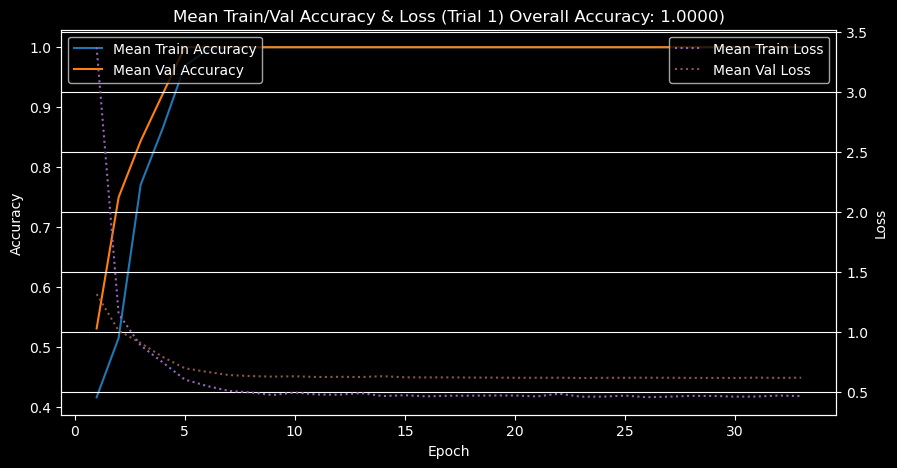 Mean Train/Val Accuracy & Loss (Trial 1) Overall Accuracy: 1.0000)
Mean Train Accuracy
Mean Val Accuracy
Mean Train Loss
Mean Val Loss
1.0
0.9
0.8
0.7
0.6
0.5
0.4
Accuracy
3.5
3.0
2.5
2.0
1.5
1.0
0.5
Loss
0 5 10 15 20 25 30
Epoch